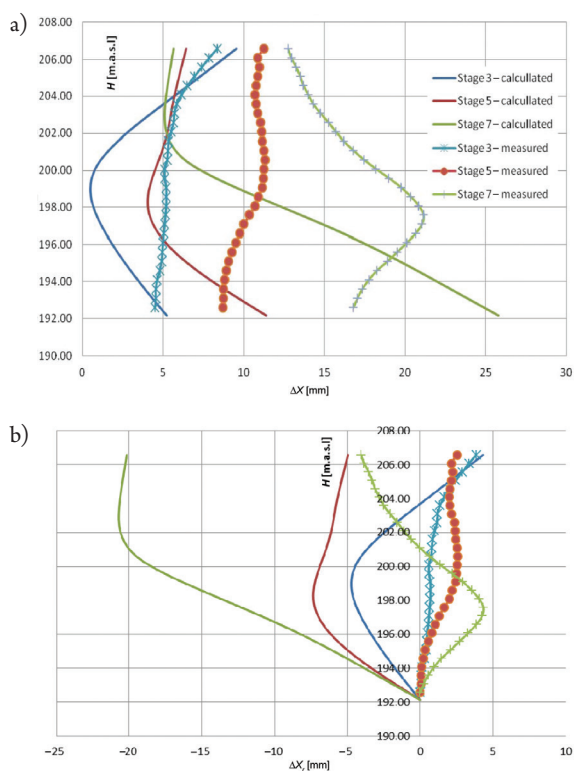 a)
H [m.a.s.l]
208.00
206.00
204.00
202.00
200.00
198.00
196.00
194.00
192.00
190.00
Stage 3 – calcullated
Stage 5 – calcullated
Stage 7 – calcullated
Stage 3 – measured
Stage 5 – measured
Stage 7 – measured
0 5 10 15 20 25 30
ΔX [mm]
b)
H [m.a.s.l]
208.00
206.00
204.00
202.00
200.00
198.00
196.00
194.00
192.00
190.00
−25 −20 −15 −10 −5 0 5 10
ΔXr [mm]